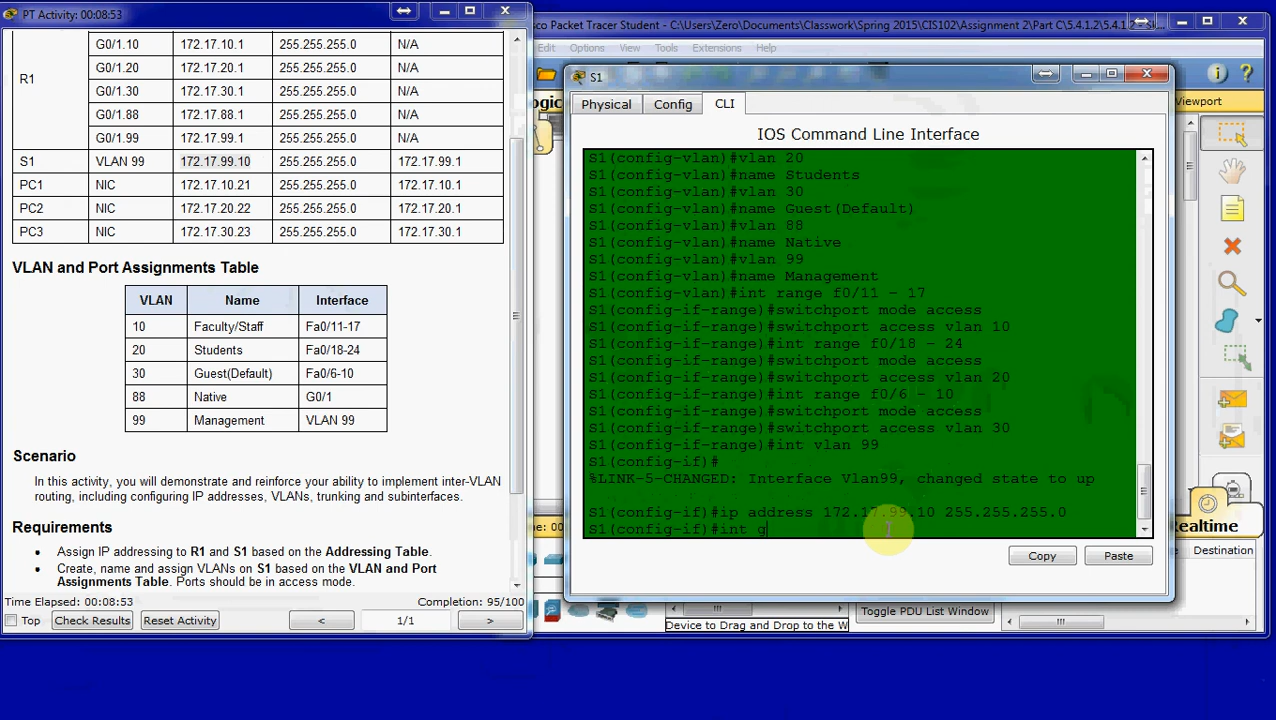 PT Activity: 00:08:53
R1
G0/1.10 172.17.10.1 255.255.255.0 N/A
G0/1.20 172.17.20.1 255.255.255.0 N/A
G0/1.30 172.17.30.1 255.255.255.0 N/A
G0/1.88 172.17.88.1 255.255.255.0 N/A
G0/1.99 172.17.99.1 255.255.255.0 N/A
S1 VLAN 99 172.17.99.10 255.255.255.0 172.17.99.1
PC1 NIC 172.17.10.21 255.255.255.0 172.17.10.1
PC2 NIC 172.17.20.22 255.255.255.0 172.17.20.1
PC3 NIC 172.17.30.23 255.255.255.0 172.17.30.1
VLAN and Port Assignments Table
VLAN Name Interface
10 Faculty/Staff Fa0/11-17
20 Students Fa0/18-24
30 Guest(Default) Fa0/6-10
88 Native G0/1
99 Management VLAN 99
Scenario
In this activity, you will demonstrate and reinforce your ability to implement inter-VLAN
routing, including configuring IP addresses, VLANs, trunking and subinterfaces.
Requirements
• Assign IP addressing to R1 and S1 based on the Addressing Table.
• Create, name and assign VLANs on S1 based on the VLAN and Port
Assignments Table. Ports should be in access mode.
Time Elapsed: 00:08:53 Completion: 95/100
Top Check Results Reset Activity < 1/1 >
sco Packet Tracer Student - C:\Users\Zero\Documents\Classwork\Spring 2015\CIS102\Assignment 2\Part C\5.4.1.2\5.4.1.2
Edit Options View Tools Extensions Help
Viewport
S1
Physical Config CLI
IOS Command Line Interface
S1(config-vlan)#vlan 20
S1(config-vlan)#name Students
S1(config-vlan)#vlan 30
S1(config-vlan)#name Guest(Default)
S1(config-vlan)#vlan 88
S1(config-vlan)#name Native
S1(config-vlan)#vlan 99
S1(config-vlan)#name Management
S1(config-vlan)#int range f0/11 - 17
S1(config-if-range)#switchport mode access
S1(config-if-range)#switchport access vlan 10
S1(config-if-range)#int range f0/18 - 24
S1(config-if-range)#switchport mode access
S1(config-if-range)#switchport access vlan 20
S1(config-if-range)#int range f0/6 - 10
S1(config-if-range)#switchport mode access
S1(config-if-range)#switchport access vlan 30
S1(config-if-range)#int vlan 99
S1(config-if)#
%LINK-5-CHANGED: Interface Vlan99, changed state to up
S1(config-if)#ip address 172.17.99.10 255.255.255.0
S1(config-if)#int g
Copy Paste
Realtime
Destination
Toggle PDU List Window
Device to Drag and Drop to the W